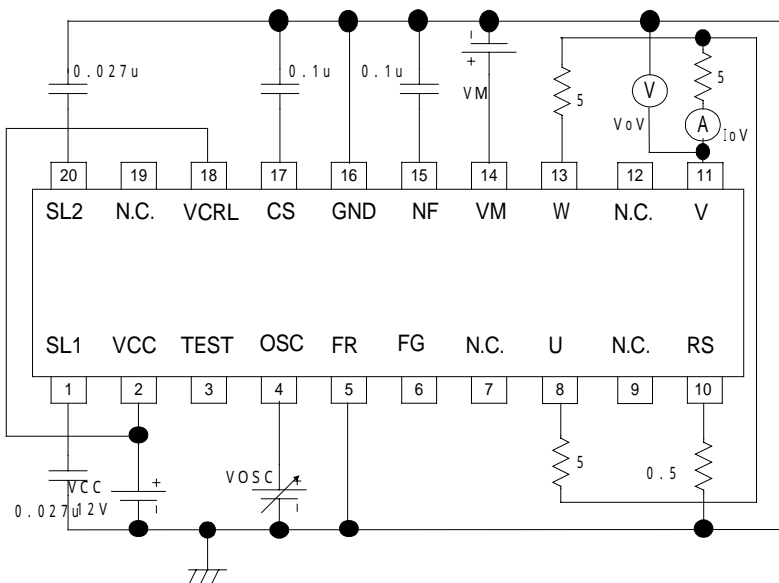 0.027u 0.1u 0.1u VM 5 V 5
VoV A IoV
20 19 18 17 16 15 14 13 12 11
SL2 N.C. VCRL CS GND NF VM W N.C. V
SL1 VCC TEST OSC FR FG N.C. U N.C. RS
1 2 3 4 5 6 7 8 9 10
VCC VOSC 5 0.5
0.027u 12V